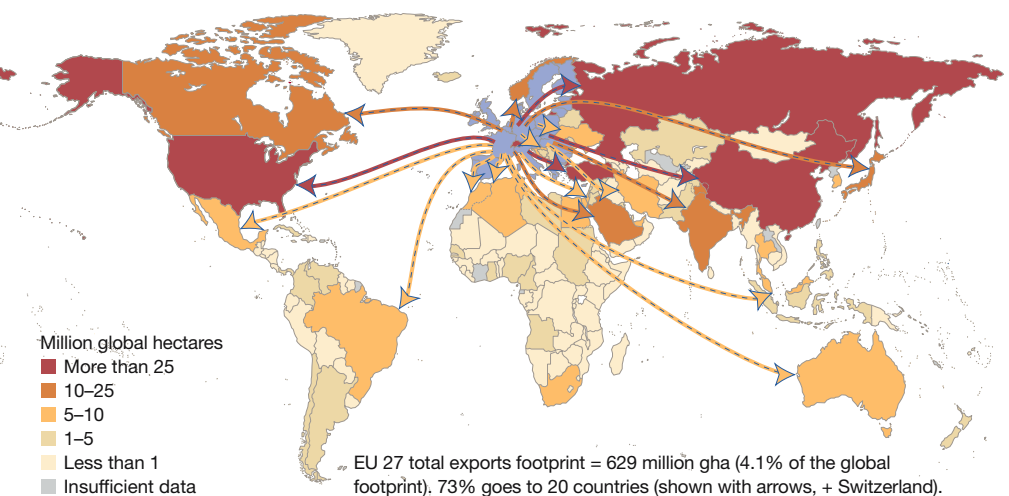 Million global hectares
More than 25
10–25
5–10
1–5
Less than 1
Insufficient data
EU 27 total exports footprint = 629 million gha (4.1% of the global
footprint). 73% goes to 20 countries (shown with arrows, + Switzerland).